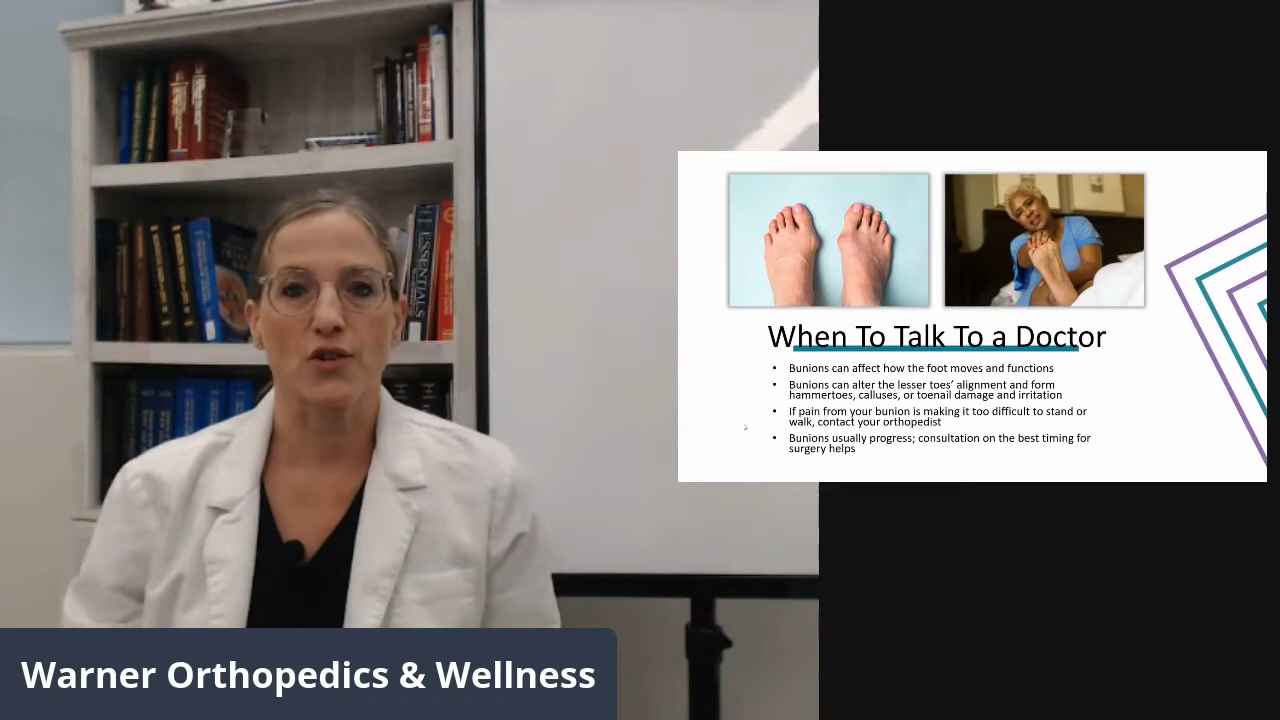 ESSENTIALS
When To Talk To a Doctor
• Bunions can affect how the foot moves and functions
• Bunions can alter the lesser toes' alignment and form
hammertoes, calluses, or toenail damage and irritation
• If pain from your bunion is making it too difficult to stand or
walk, contact your orthopedist
• Bunions usually progress; consultation on the best timing for
surgery helps
Warner Orthopedics & Wellness